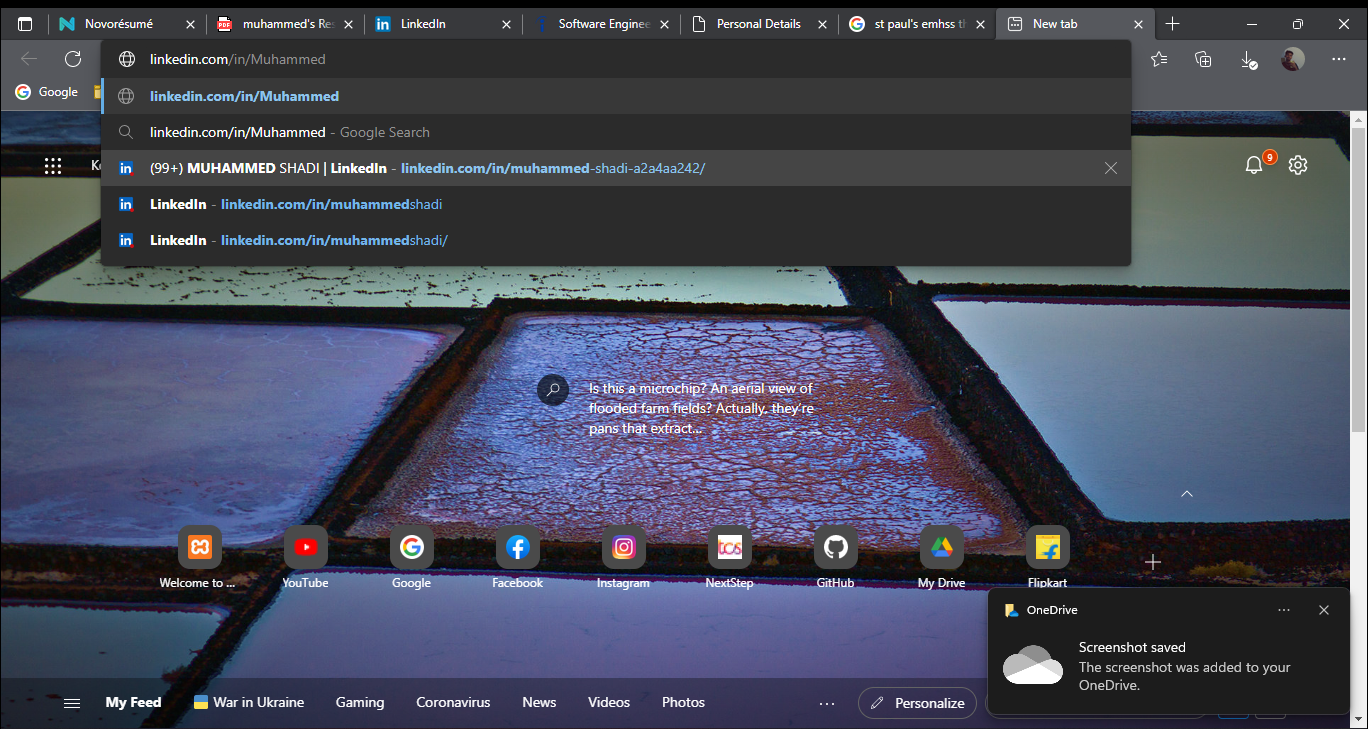 Novorésumé
muhammed's Re
LinkedIn
Software Enginee
Personal Details
st paul's emhss th
New tab
linkedin.com/in/Muhammed
Google
linkedin.com/in/Muhammed
linkedin.com/in/Muhammed - Google Search
(99+) MUHAMMED SHADI | LinkedIn - linkedin.com/in/muhammed-shadi-a2a4aa242/
LinkedIn - linkedin.com/in/muhammedshadi
LinkedIn - linkedin.com/in/muhammedshadi/
9
Is this a microchip? An aerial view of
flooded farm fields? Actually, they're
pans that extract...
Welcome to ...
YouTube
Google
Facebook
Instagram
tcs
NextStep
GitHub
My Drive
Flipkart
OneDrive
Screenshot saved
The screenshot was added to your
OneDrive.
My Feed
War in Ukraine
Gaming
Coronavirus
News
Videos
Photos
Personalize